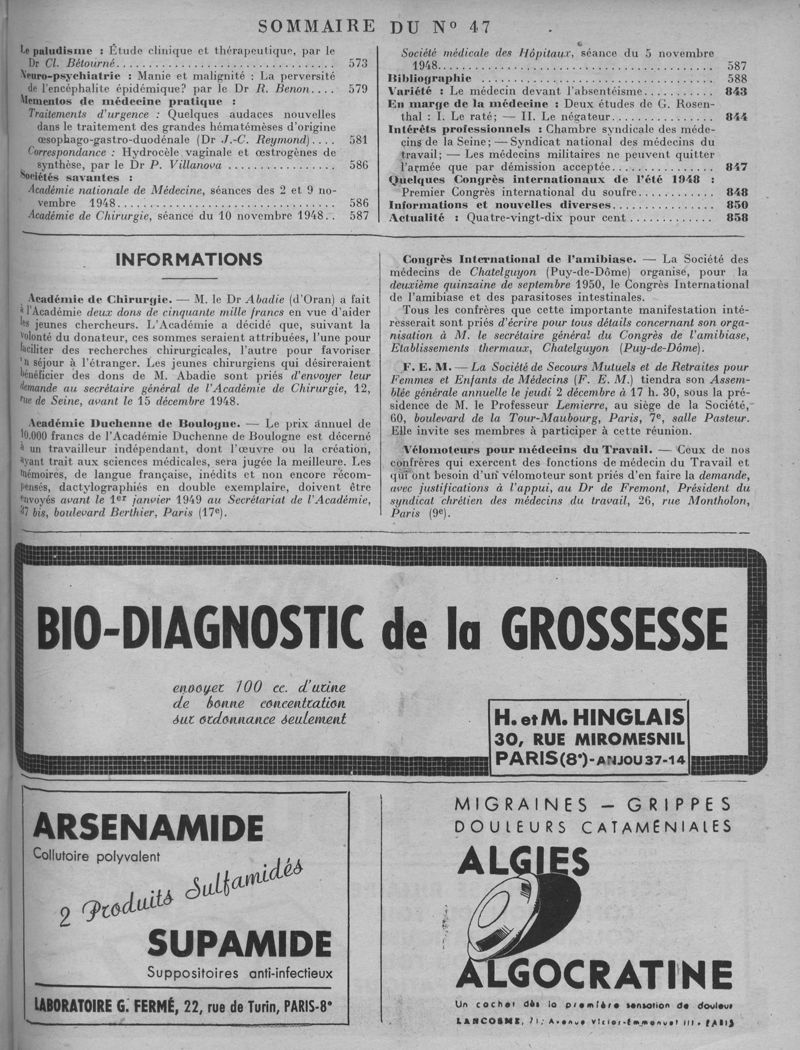 SOMMAIRE DU Nº 47
Le paludisme : Étude clinique et thérapeutique, par le
Dr Cl. Bétourné................................ 573
Neuro-psychiatrie : Manie et malignité : La perversité
de l'encéphalite épidémique? par le Dr R. Benon.... 579
Mementos de médecine pratique :
Traitements d'urgence : Quelques audaces nouvelles
dans le traitement des grandes hématémèses d'origine
œsophago-gastro-duodénale (Dr J.-C. Reymond).... 581
Correspondance : Hydrocèle vaginale et œstrogènes de
synthèse, par le Dr P. Villanova ................ 586
Sociétés savantes :
Académie nationale de Médecine, séances des 2 et 9 no-
vembre 1948................................ 586
Académie de Chirurgie, séance du 10 novembre 1948.. 587
Société médicale des Hôpitaux, séance du 5 novembre
1948........................................ 587
Bibliographie .................................. 588
Variété : Le médecin devant l'absentéisme.......... 843
En marge de la médecine : Deux études de G. Rosen-
thal : I. Le raté; — II. Le négateur.............. 844
Intérêts professionnels : Chambre syndicale des méde-
cins de la Seine; — Syndicat national des médecins du
travail; — Les médecins militaires ne peuvent quitter
l'armée que par démission acceptée............... 847
Quelques Congrès internationaux de l'été 1948 :
Premier Congrès international du soufre........... 848
Informations et nouvelles diverses............... 850
Actualité : Quatre-vingt-dix pour cent ............. 858
INFORMATIONS
Académie de Chirurgie. — M. le Dr Abadie (d'Oran) a fait
à l'Académie deux dons de cinquante mille francs en vue d'aider
les jeunes chercheurs. L'Académie a décidé que, suivant la
volonté du donateur, ces sommes seraient attribuées, l'une pour
faciliter des recherches chirurgicales, l'autre pour favoriser
un séjour à l'étranger. Les jeunes chirurgiens qui désireraient
bénéficier des dons de M. Abadie sont priés d'envoyer leur
demande au secrétaire général de l'Académie de Chirurgie, 12,
rue de Seine, avant le 15 décembre 1948.
Académie Duchenne de Boulogne. — Le prix annuel de
10.000 francs de l'Académie Duchenne de Boulogne est décerné
à un travailleur indépendant, dont l'œuvre ou la création,
ayant trait aux sciences médicales, sera jugée la meilleure. Les
mémoires, de langue française, inédits et non encore récom-
pensés, dactylographiés en double exemplaire, doivent être
envoyés avant le 1er janvier 1949 au Secrétariat de l'Académie,
37 bis, boulevard Berthier, Paris (17e).
Congrès International de l'amibiase. — La Société des
médecins de Chatelguyon (Puy-de-Dôme) organise, pour la
deuxième quinzaine de septembre 1950, le Congrès International
de l'amibiase et des parasitoses intestinales.
Tous les confrères que cette importante manifestation inté-
resserait sont priés d'écrire pour tous détails concernant son orga-
nisation à M. le secrétaire général du Congrès de l'amibiase,
Etablissements thermaux, Chatelguyon (Puy-de-Dôme).
F. E. M. — La Société de Secours Mutuels et de Retraites pour
Femmes et Enfants de Médecins (F. E. M.) tiendra son Assem-
blée générale annuelle le jeudi 2 décembre à 17 h. 30, sous la pré-
sidence de M. le Professeur Lemierre, au siège de la Société,
60, boulevard de la Tour-Maubourg, Paris, 7e, salle Pasteur.
Elle invite ses membres à participer à cette réunion.
Vélomoteurs pour médecins du Travail. — Ceux de nos
confrères qui exercent des fonctions de médecin du Travail et
qui ont besoin d'un vélomoteur sont priés d'en faire la demande,
avec justifications à l'appui, au Dr de Fremont, Président du
syndicat chrétien des médecins du travail, 26, rue Montholon,
Paris (9e).
BIO-DIAGNOSTIC de la GROSSESSE
envoyer 100 cc. d'urine
de bonne concentration
sur ordonnance seulement
H. et M. HINGLAIS
30, RUE MIROMESNIL
PARIS (8e)-ANJOU 37-14
ARSENAMIDE
Collutoire polyvalent
2 Produits Sulfamidés
SUPAMIDE
Suppositoires anti-infectieux
LABORATOIRE G. FERMÉ, 22, rue de Turin, PARIS-8e
MIGRAINES — GRIPPES
DOULEURS CATAMÉNIALES
ALGIES
ALGOCRATINE
Un cachet dès la première sensation de douleur
LANCOSME, 71, Avenue Victor-Emmanuel III - PARIS